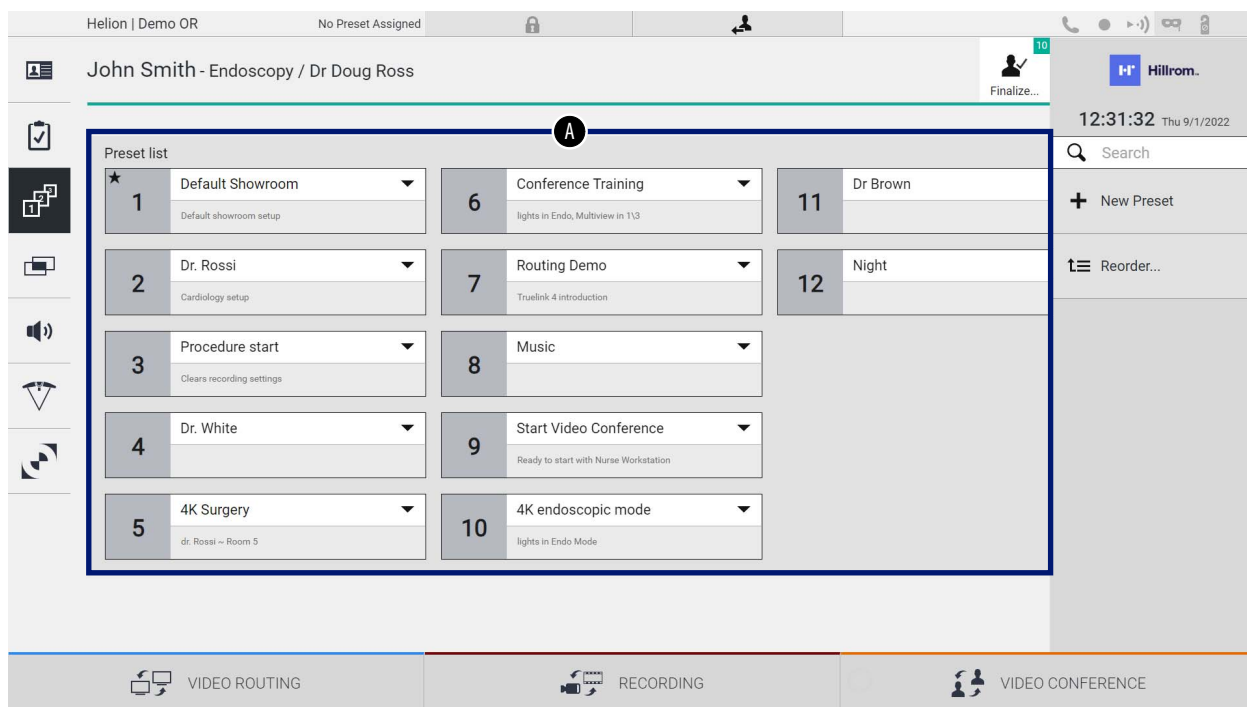 Helion | Demo OR
No Preset Assigned
John Smith - Endoscopy / Dr Doug Ross
10
Finalize...
Hillrom™
12:31:32 Thu 9/1/2022
A
Preset list
1
Default Showroom
Default showroom setup
2
Dr. Rossi
Cardiology setup
3
Procedure start
Clears recording settings
4
Dr. White
5
4K Surgery
dr. Rossi ~ Room 5
6
Conference Training
lights in Endo, Multiview in 1\3
7
Routing Demo
Truelink 4 introduction
8
Music
9
Start Video Conference
Ready to start with Nurse Workstation
10
4K endoscopic mode
lights in Endo Mode
11
Dr Brown
12
Night
Search
New Preset
Reorder...
VIDEO ROUTING
RECORDING
VIDEO CONFERENCE